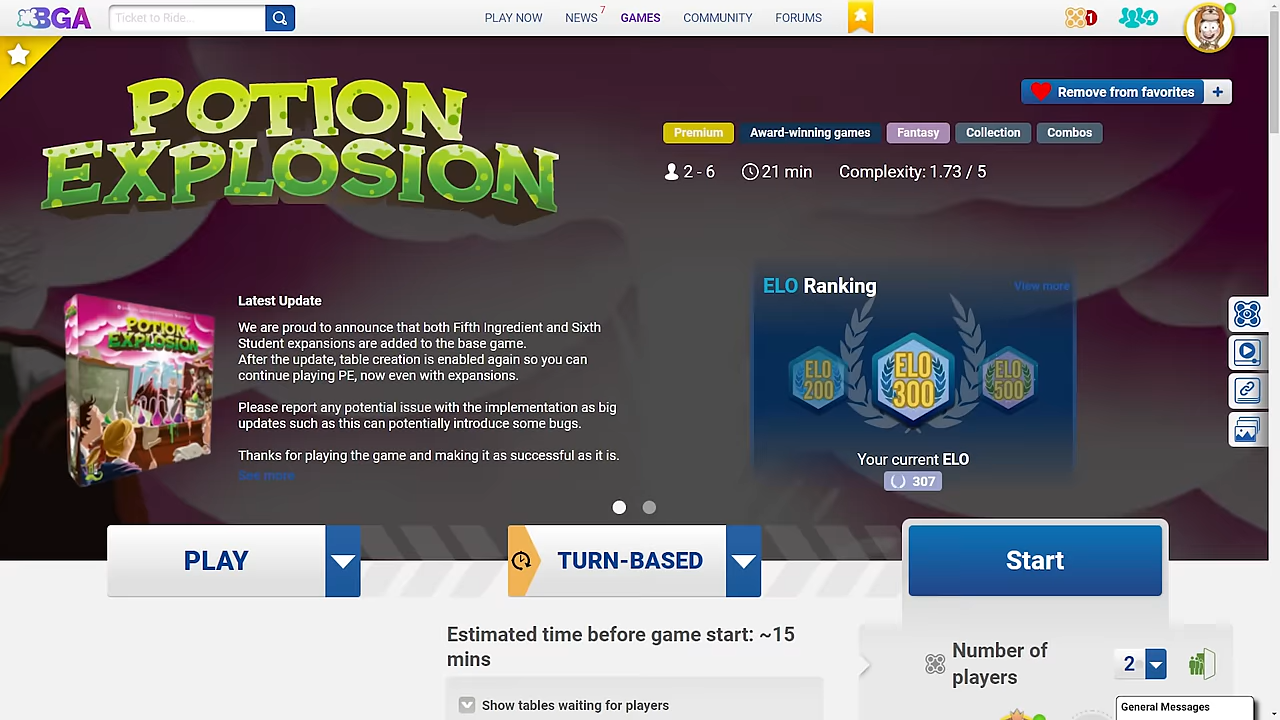 BGA
Ticket to Ride...
PLAY NOW
NEWS
7
GAMES
COMMUNITY
FORUMS
1
4
POTION
EXPLOSION
Remove from favorites
+
Premium
Award-winning games
Fantasy
Collection
Combos
2 - 6
21 min
Complexity: 1.73 / 5
POTION
EXPLOSION
Latest Update
We are proud to announce that both Fifth Ingredient and Sixth
Student expansions are added to the base game.
After the update, table creation is enabled again so you can
continue playing PE, now even with expansions.
Please report any potential issue with the implementation as big
updates such as this can potentially introduce some bugs.
Thanks for playing the game and making it as successful as it is.
See more
ELO Ranking
View more
ELO
200
ELO
300
ELO
500
Your current ELO
307
PLAY
TURN-BASED
Start
Estimated time before game start: ~15
mins
Show tables waiting for players
Number of
players
2
General Messages